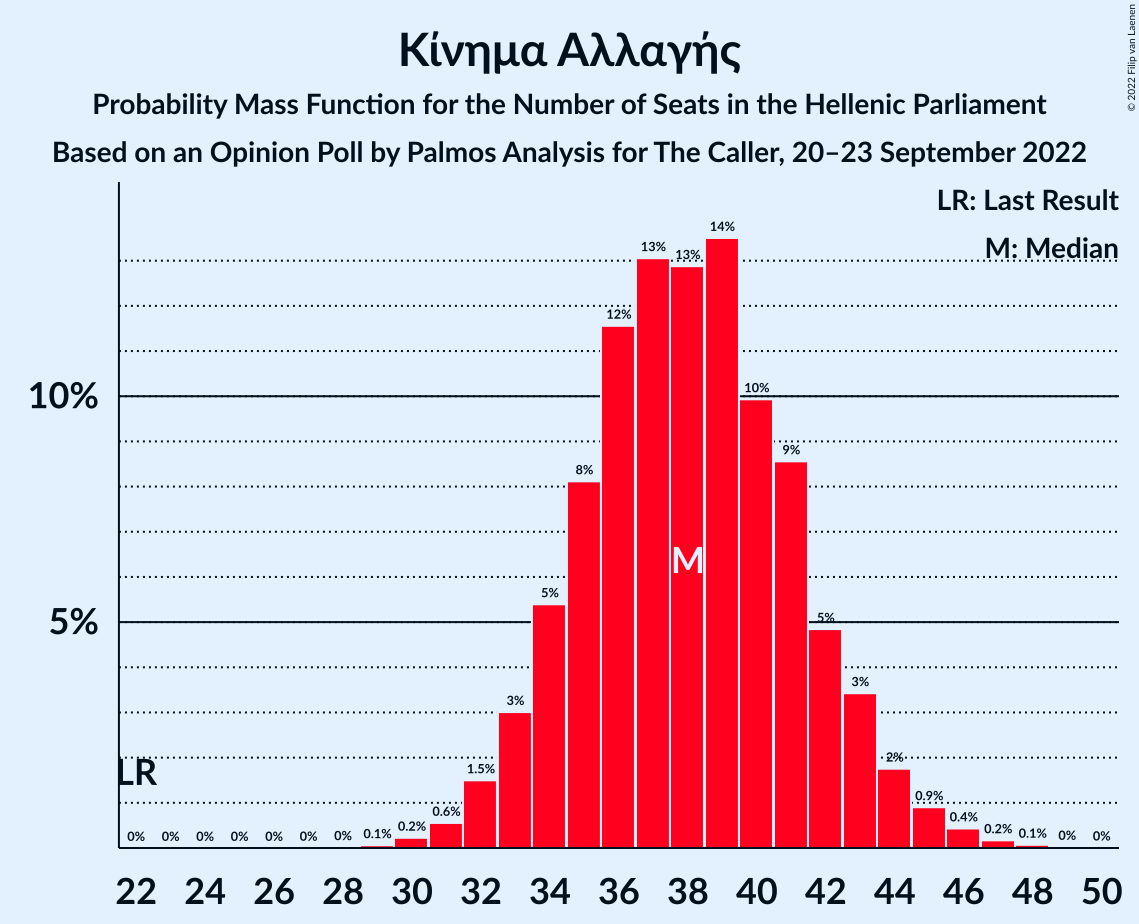 Κίνημα Αλλαγής
Probability Mass Function for the Number of Seats in the Hellenic Parliament
Based on an Opinion Poll by Palmos Analysis for The Caller, 20–23 September 2022
© 2022 Filip van Laenen
LR: Last Result
M: Median
14%
13%
13%
12%
10%
10%
9%
8%
M
5%
5%
5%
3%
3%
2%
LR
1.5%
0.9%
0.6%
0.4%
0% 0% 0% 0% 0% 0% 0% 0.1% 0.2% 0.2% 0.1% 0% 0%
22 24 26 28 30 32 34 36 38 40 42 44 46 48 50